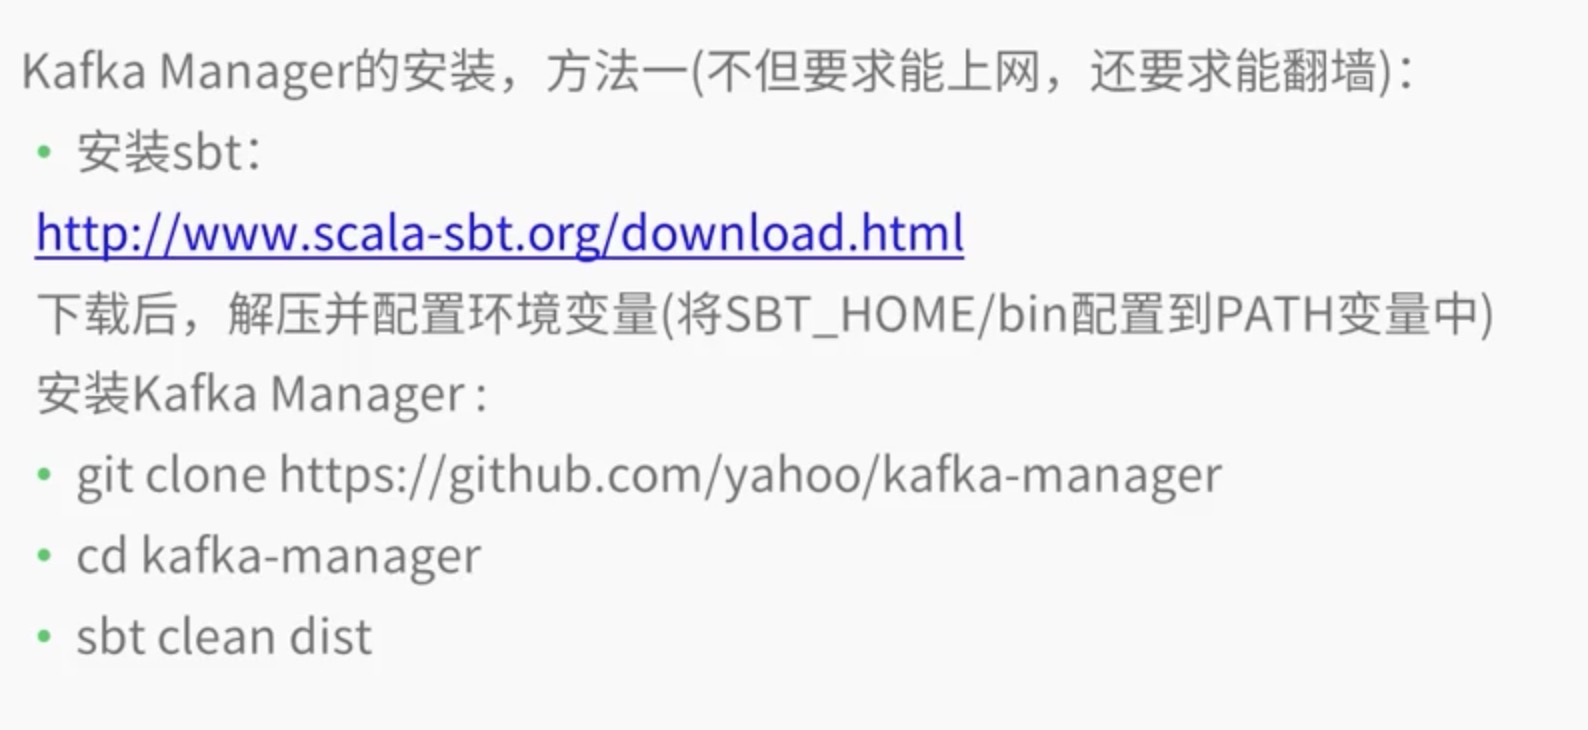 Kafka Manager的安装，方法一(不但要求能上网，还要求能翻墙)：
• 安装sbt：
http://www.scala-sbt.org/download.html
下载后，解压并配置环境变量(将SBT_HOME/bin配置到PATH变量中)
安装Kafka Manager :
• git clone https://github.com/yahoo/kafka-manager
• cd kafka-manager
• sbt clean dist